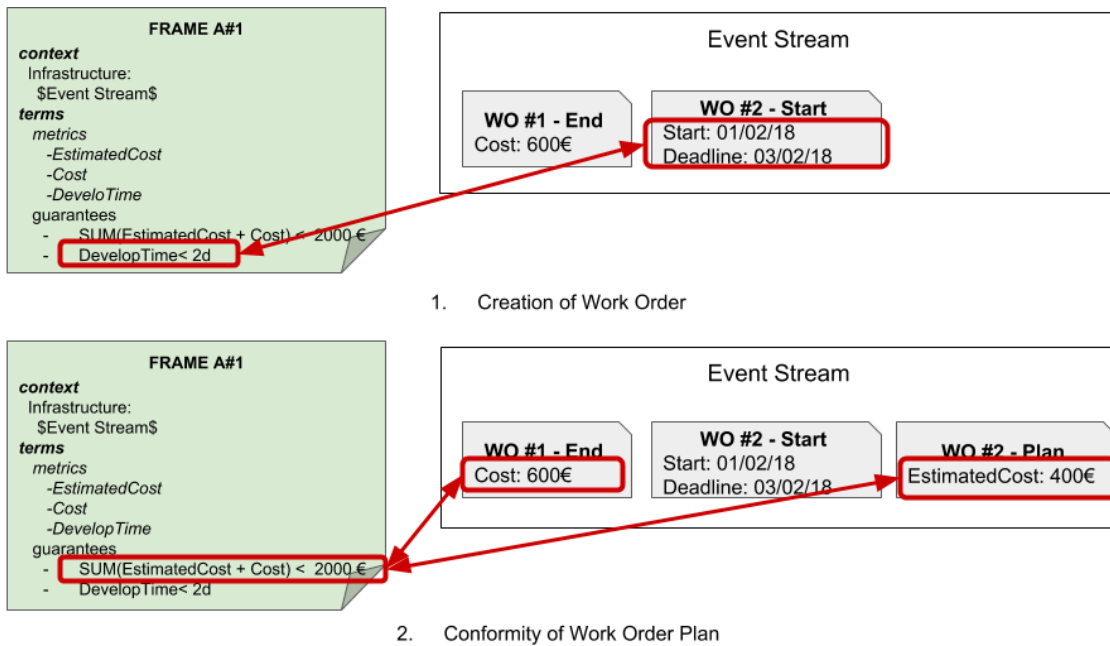 FRAME A#1
context
Infrastructure:
$Event Stream$
terms
metrics
-EstimatedCost
-Cost
-DeveloTime
guarantees
- SUM(EstimatedCost + Cost) < 2000 €
- DevelopTime< 2d
Event Stream
WO #1 - End
Cost: 600€
WO #2 - Start
Start: 01/02/18
Deadline: 03/02/18
1. Creation of Work Order
FRAME A#1
context
Infrastructure:
$Event Stream$
terms
metrics
-EstimatedCost
-Cost
-DevelopTime
guarantees
- SUM(EstimatedCost + Cost) < 2000 €
- DevelopTime< 2d
Event Stream
WO #1 - End
Cost: 600€
WO #2 - Start
Start: 01/02/18
Deadline: 03/02/18
WO #2 - Plan
EstimatedCost: 400€
2. Conformity of Work Order Plan